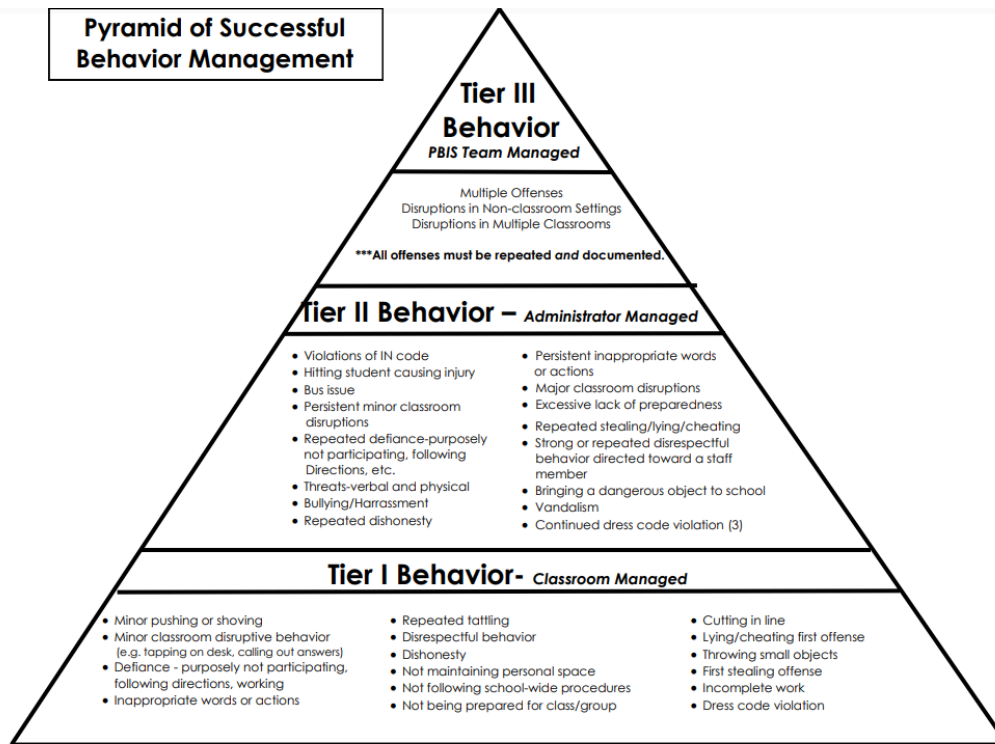 Pyramid of Successful
Behavior Management
Tier III
Behavior
PBIS Team Managed
Multiple Offenses
Disruptions in Non-classroom Settings
Disruptions in Multiple Classrooms
***All offenses must be repeated and documented.
Tier II Behavior – Administrator Managed
• Violations of IN code
• Hitting student causing injury
• Bus issue
• Persistent minor classroom
disruptions
• Repeated defiance-purposely
not participating, following
Directions, etc.
• Threats-verbal and physical
• Bullying/Harrassment
• Repeated dishonesty
• Persistent inappropriate words
or actions
• Major classroom disruptions
• Excessive lack of preparedness
• Repeated stealing/lying/cheating
• Strong or repeated disrespectful
behavior directed toward a staff
member
• Bringing a dangerous object to school
• Vandalism
• Continued dress code violation (3)
Tier I Behavior- Classroom Managed
• Minor pushing or shoving
• Minor classroom disruptive behavior
(e.g. tapping on desk, calling out answers)
• Defiance - purposely not participating,
following directions, working
• Inappropriate words or actions
• Repeated tattling
• Disrespectful behavior
• Dishonesty
• Not maintaining personal space
• Not following school-wide procedures
• Not being prepared for class/group
• Cutting in line
• Lying/cheating first offense
• Throwing small objects
• First stealing offense
• Incomplete work
• Dress code violation